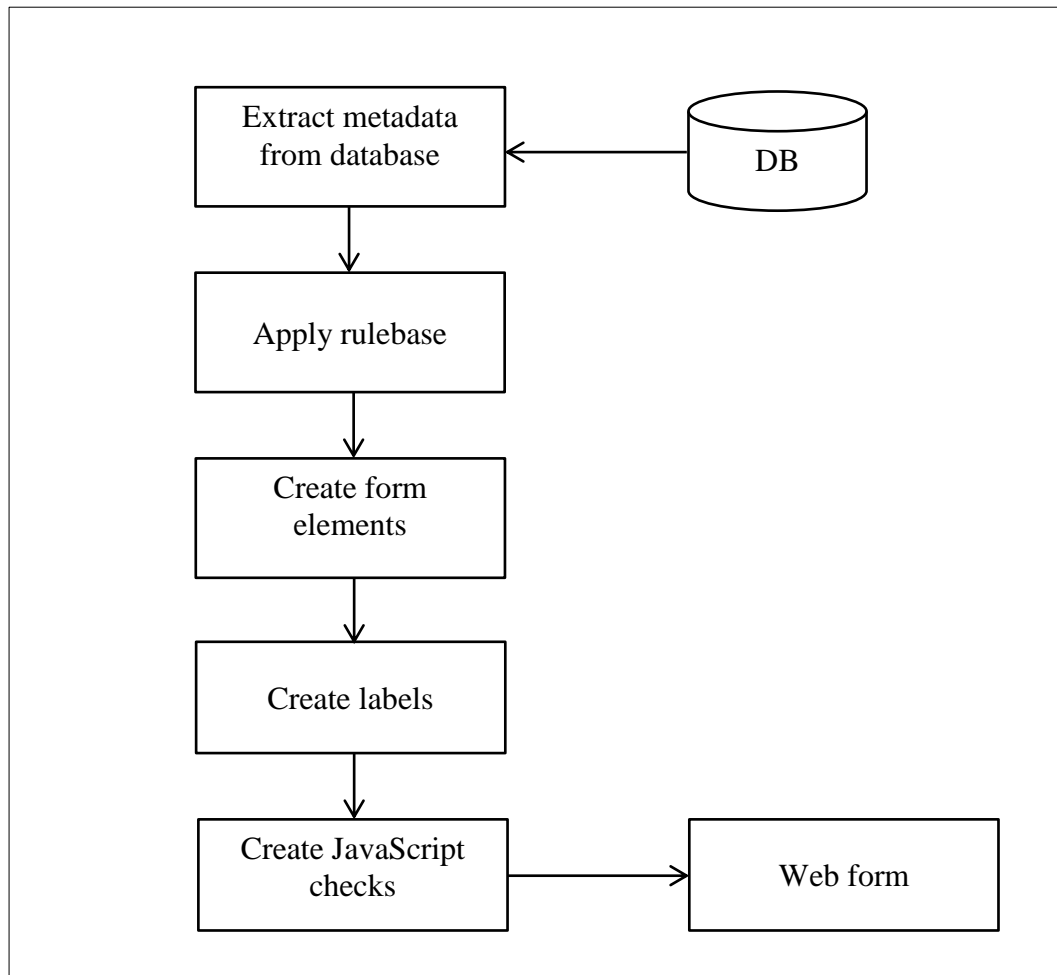 Extract metadata
from database
DB
Apply rulebase
Create form
elements
Create labels
Create JavaScript
checks
Web form